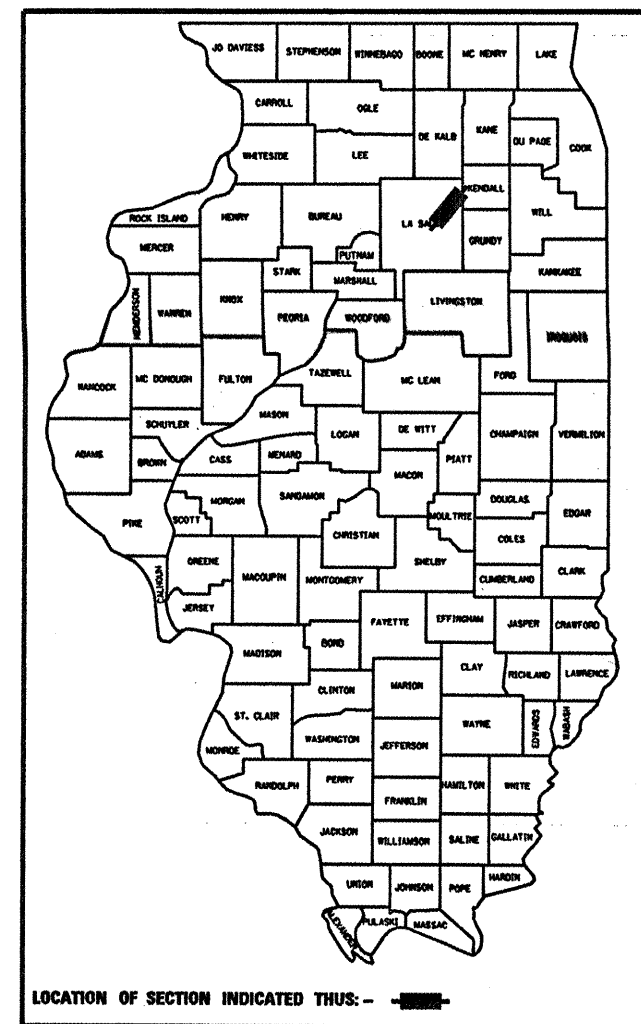 JO DAVIESS STEPHENSON WINNEBAGO BOONE MC HENRY LAKE
CARROLL OGLE DE KALB KANE DU PAGE COOK
WHITESIDE LEE
ROCK ISLAND HENRY BUREAU LA SA KENDALL WILL
MERCER PUTNAM GRUNDY
STARK MARSHALL KANKAKEE
HENDERSON WARREN KNOX PEORIA WOODFORD LIVINGSTON IROQUOIS
HANCOCK MC DONOUGH FULTON TAZEWELL MC LEAN FORD
SCHUYLER MASON LOGAN DE WITT CHAMPAIGN VERMILION
ADAMS BROWN CASS MENARD MACON PIATT
MORGAN SANGAMON DOUGLAS
PIKE SCOTT CHRISTIAN MOULTRIE COLES EDGAR
CALHOUN GREENE MACOUPIN MONTGOMERY SHELBY CUMBERLAND CLARK
JERSEY FAYETTE EFFINGHAM JASPER CRAWFORD
MADISON BOND CLAY RICHLAND LAWRENCE
CLINTON MARION
ST. CLAIR WAYNE EDWARDS WABASH
MONROE WASHINGTON JEFFERSON
RANDOLPH PERRY HAMILTON WHITE
FRANKLIN
JACKSON WILLIAMSON SALINE GALLATIN
UNION JOHNSON POPE HARDIN
ALEXANDER PULASKI MASSAC
LOCATION OF SECTION INDICATED THUS: –